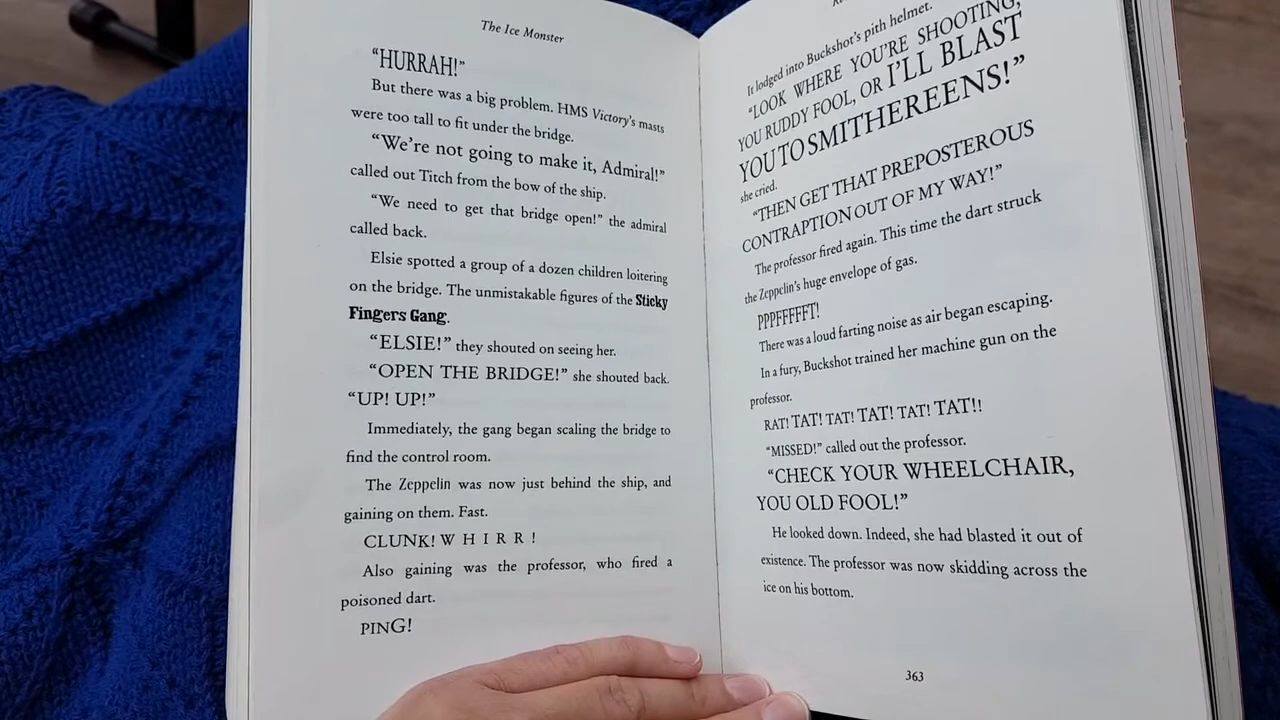 The Ice Monster
“HURRAH!”
But there was a big problem. HMS Victory’s masts
were too tall to fit under the bridge.
“We’re not going to make it, Admiral!”
called out Titch from the bow of the ship.
“We need to get that bridge open!” the admiral
called back.
Elsie spotted a group of a dozen children loitering
on the bridge. The unmistakable figures of the Sticky
Fingers Gang.
“ELSIE!” they shouted on seeing her.
“OPEN THE BRIDGE!” she shouted back.
“UP! UP!”
Immediately, the gang began scaling the bridge to
find the control room.
The Zeppelin was now just behind the ship, and
gaining on them. Fast.
CLUNK! W H I R R !
Also gaining was the professor, who fired a
poisoned dart.
PING!
It lodged into Buckshot’s pith helmet.
“LOOK WHERE YOU’RE SHOOTING,
YOU RUDDY FOOL, OR I’LL BLAST
YOU TO SMITHEREENS!”
she cried.
“THEN GET THAT PREPOSTEROUS
CONTRAPTION OUT OF MY WAY!”
The professor fired again. This time the dart struck
the Zeppelin’s huge envelope of gas.
PPPFFFFFT!
There was a loud farting noise as air began escaping.
In a fury, Buckshot trained her machine gun on the
professor.
RAT! TAT! TAT! TAT! TAT! TAT!!
“MISSED!” called out the professor.
“CHECK YOUR WHEELCHAIR,
YOU OLD FOOL!”
He looked down. Indeed, she had blasted it out of
existence. The professor was now skidding across the
ice on his bottom.
363